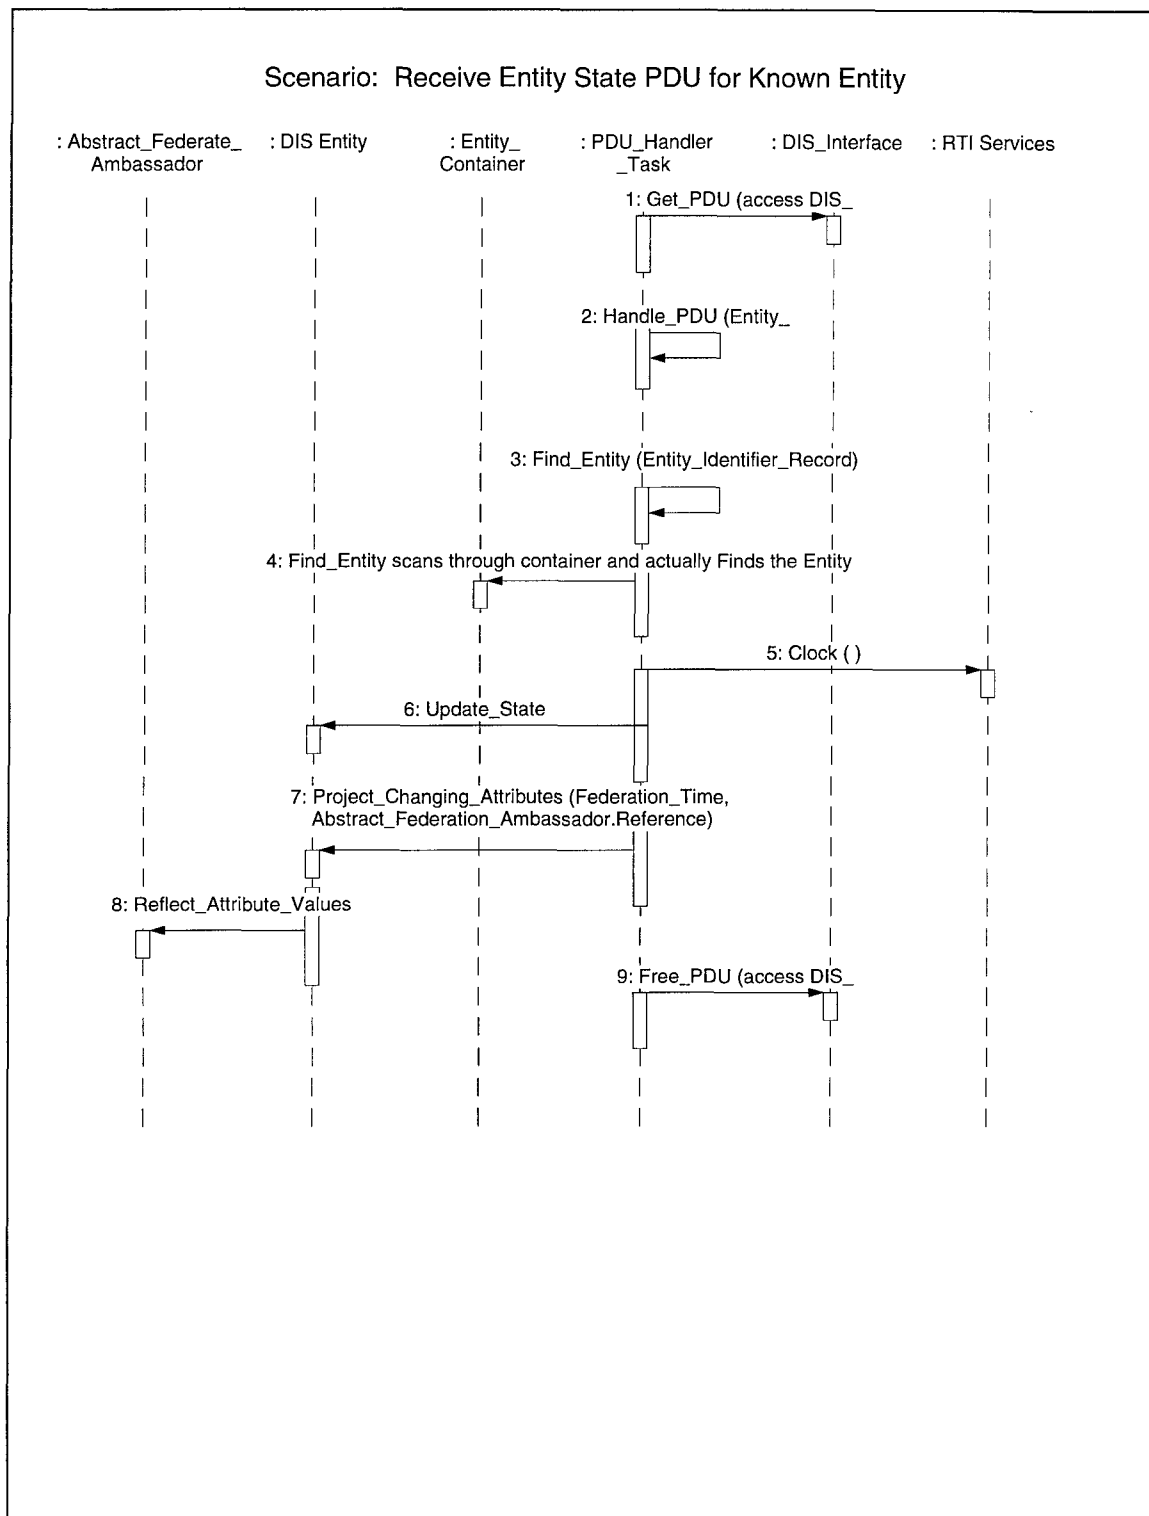 Scenario: Receive Entity State PDU for Known Entity
: Abstract_Federate_
Ambassador
: DIS Entity
: Entity_
Container
: PDU_Handler
_Task
: DIS_Interface
: RTI Services
1: Get_PDU (access DIS_
2: Handle_PDU (Entity_
3: Find_Entity (Entity_Identifier_Record)
4: Find_Entity scans through container and actually Finds the Entity
5: Clock ( )
6: Update_State
7: Project_Changing_Attributes (Federation_Time,
Abstract_Federation_Ambassador.Reference)
8: Reflect_Attribute_Values
9: Free_PDU (access DIS_